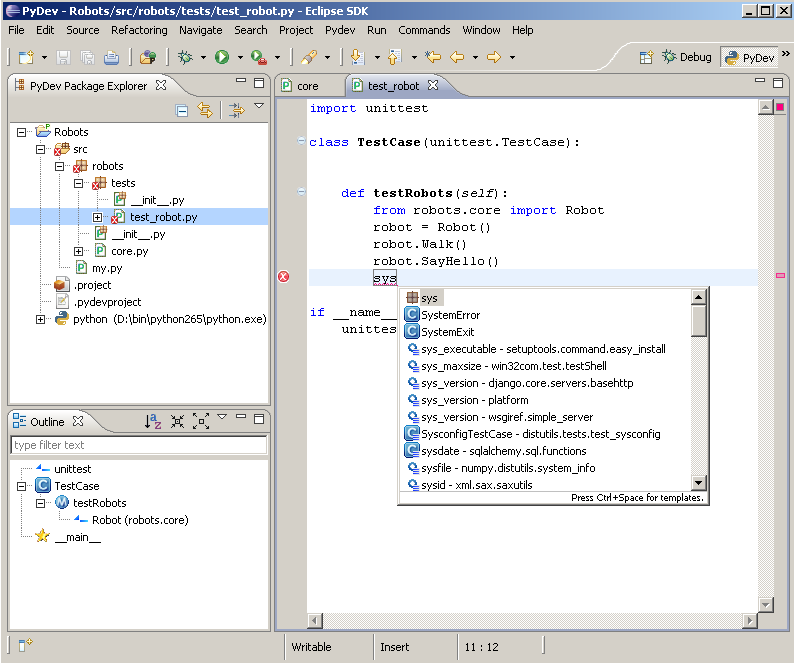 PyDev - Robots/src/robots/tests/test_robot.py - Eclipse SDK
File Edit Source Refactoring Navigate Search Project Pydev Run Commands Window Help
Debug PyDev »
PyDev Package Explorer
Robots
src
robots
tests
__init__.py
test_robot.py
__init__.py
core.py
my.py
.project
.pydevproject
python (D:\bin\python265\python.exe)
Outline
type filter text
unittest
TestCase
testRobots
Robot (robots.core)
__main__
core test_robot
import unittest
class TestCase(unittest.TestCase):
def testRobots(self):
from robots.core import Robot
robot = Robot()
robot.Walk()
robot.SayHello()
sys
if __name__
unittes
sys
SystemError
SystemExit
sys_executable - setuptools.command.easy_install
sys_maxsize - win32com.test.testShell
sys_version - django.core.servers.basehttp
sys_version - platform
sys_version - wsgiref.simple_server
SysconfigTestCase - distutils.tests.test_sysconfig
sysdate - sqlalchemy.sql.functions
sysfile - numpy.distutils.system_info
sysid - xml.sax.saxutils
Press Ctrl+Space for templates.
Writable Insert 11 : 12